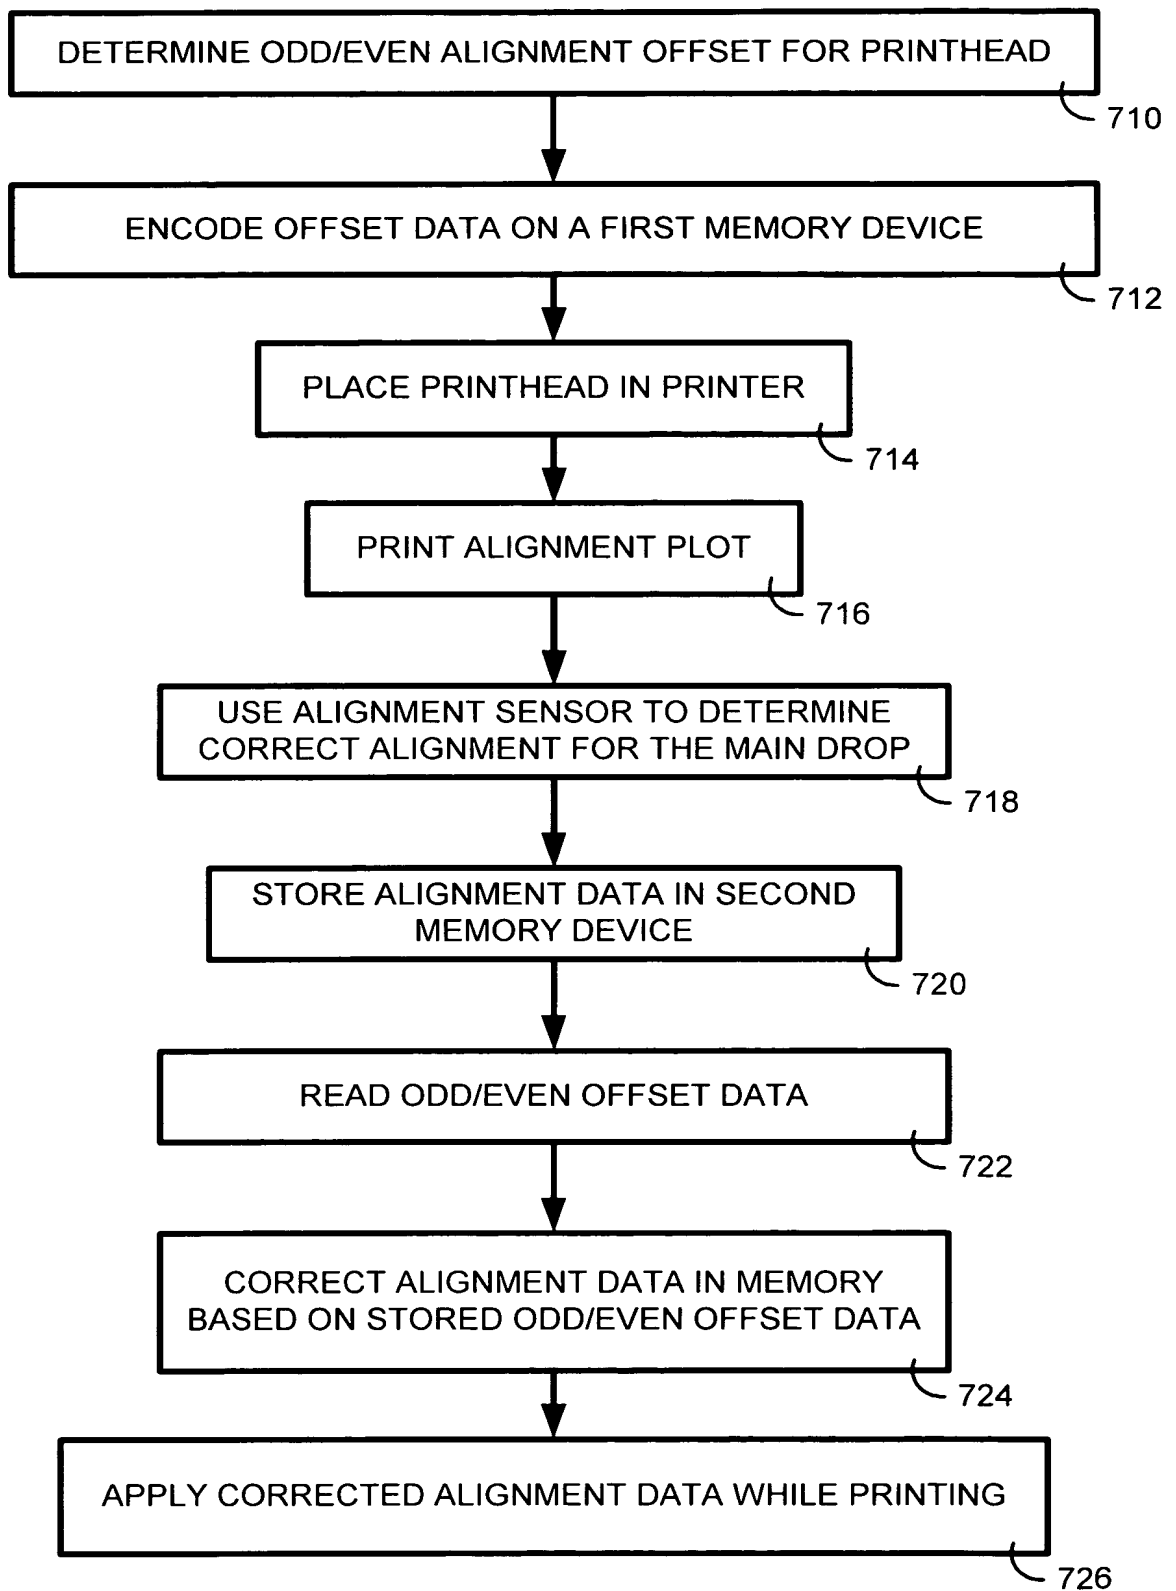 DETERMINE ODD/EVEN ALIGNMENT OFFSET FOR PRINTHEAD
710
ENCODE OFFSET DATA ON A FIRST MEMORY DEVICE
712
PLACE PRINTHEAD IN PRINTER
714
PRINT ALIGNMENT PLOT
716
USE ALIGNMENT SENSOR TO DETERMINE
CORRECT ALIGNMENT FOR THE MAIN DROP
718
STORE ALIGNMENT DATA IN SECOND
MEMORY DEVICE
720
READ ODD/EVEN OFFSET DATA
722
CORRECT ALIGNMENT DATA IN MEMORY
BASED ON STORED ODD/EVEN OFFSET DATA
724
APPLY CORRECTED ALIGNMENT DATA WHILE PRINTING
726